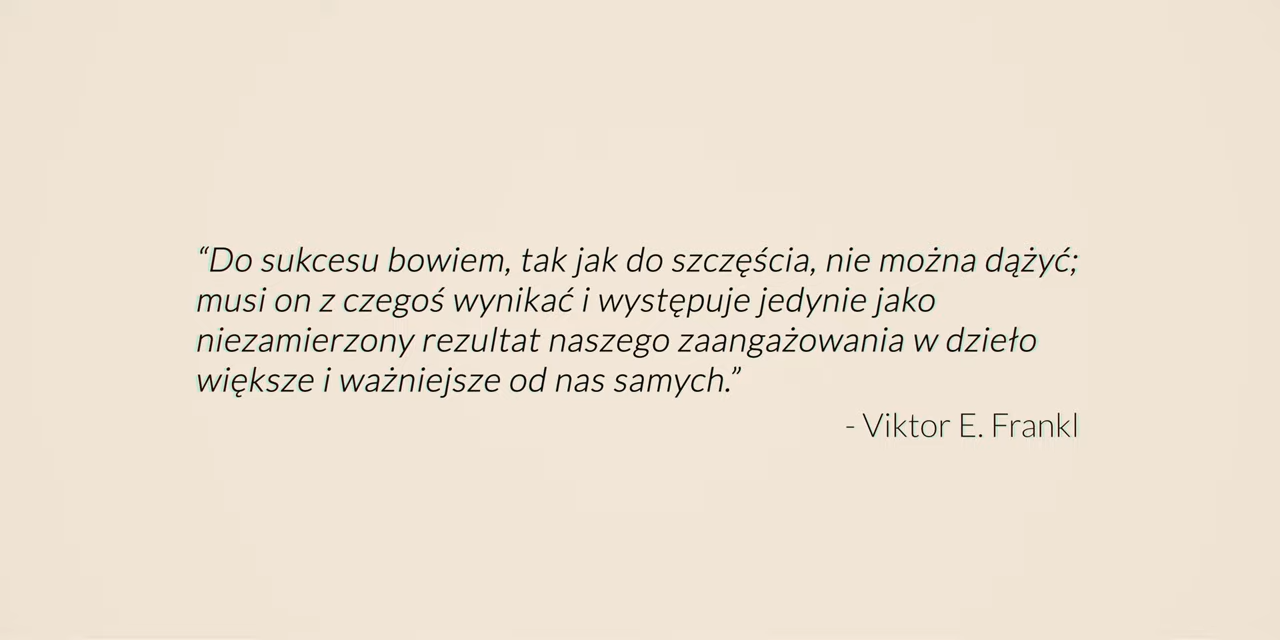 “Do sukcesu bowiem, tak jak do szczęścia, nie można dążyć;
musi on z czegoś wynikać i występuje jedynie jako
niezamierzony rezultat naszego zaangażowania w dzieło
większe i ważniejsze od nas samych.”
- Viktor E. Frankl